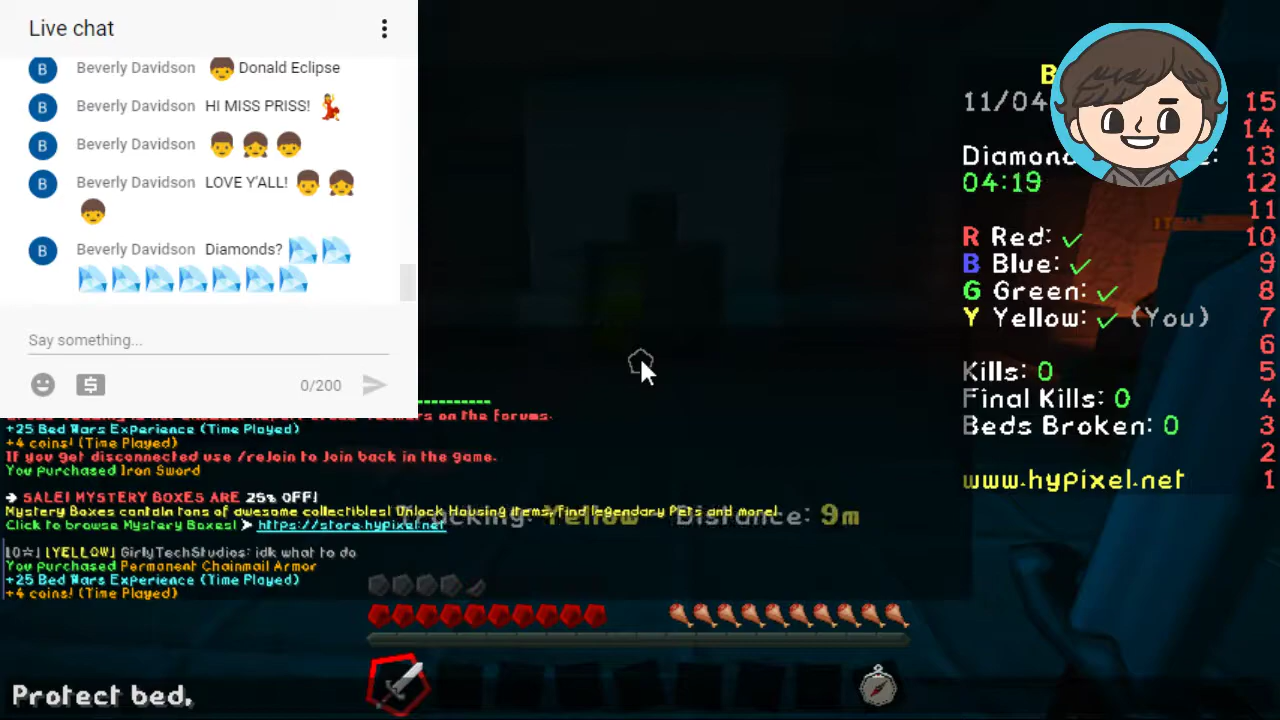 Live chat
B Beverly Davidson Donald Eclipse
B Beverly Davidson HI MISS PRISS!
B Beverly Davidson
B Beverly Davidson LOVE Y'ALL!
B Beverly Davidson Diamonds?
Say something...
0/200
on the forums.
+25 Bed Wars Experience (Time Played)
+4 coins! (Time Played)
If you get disconnected use /rejoin to join back in the game.
You purchased Iron Sword
➔ SALE! MYSTERY BOXES ARE 25% OFF!
Mystery Boxes contain tons of awesome collectibles! Unlock Housing items, find legendary Pets and more!
Click to browse Mystery Boxes! ➤ https://store.hypixel.net
[0☆] [YELLOW] GirlyTechStudios: idk what to do
You purchased Permanent Chainmail Armor
+25 Bed Wars Experience (Time Played)
+4 coins! (Time Played)
Yellow Distance: 9m
Protect bed,
B
11/04 15
14
Diamond : 13
04:19 12
11
R Red: ✓ 10
B Blue: ✓ 9
G Green: ✓ 8
Y Yellow: ✓ (You) 7
6
Kills: 0 5
Final Kills: 0 4
Beds Broken: 0 3
2
www.hypixel.net 1